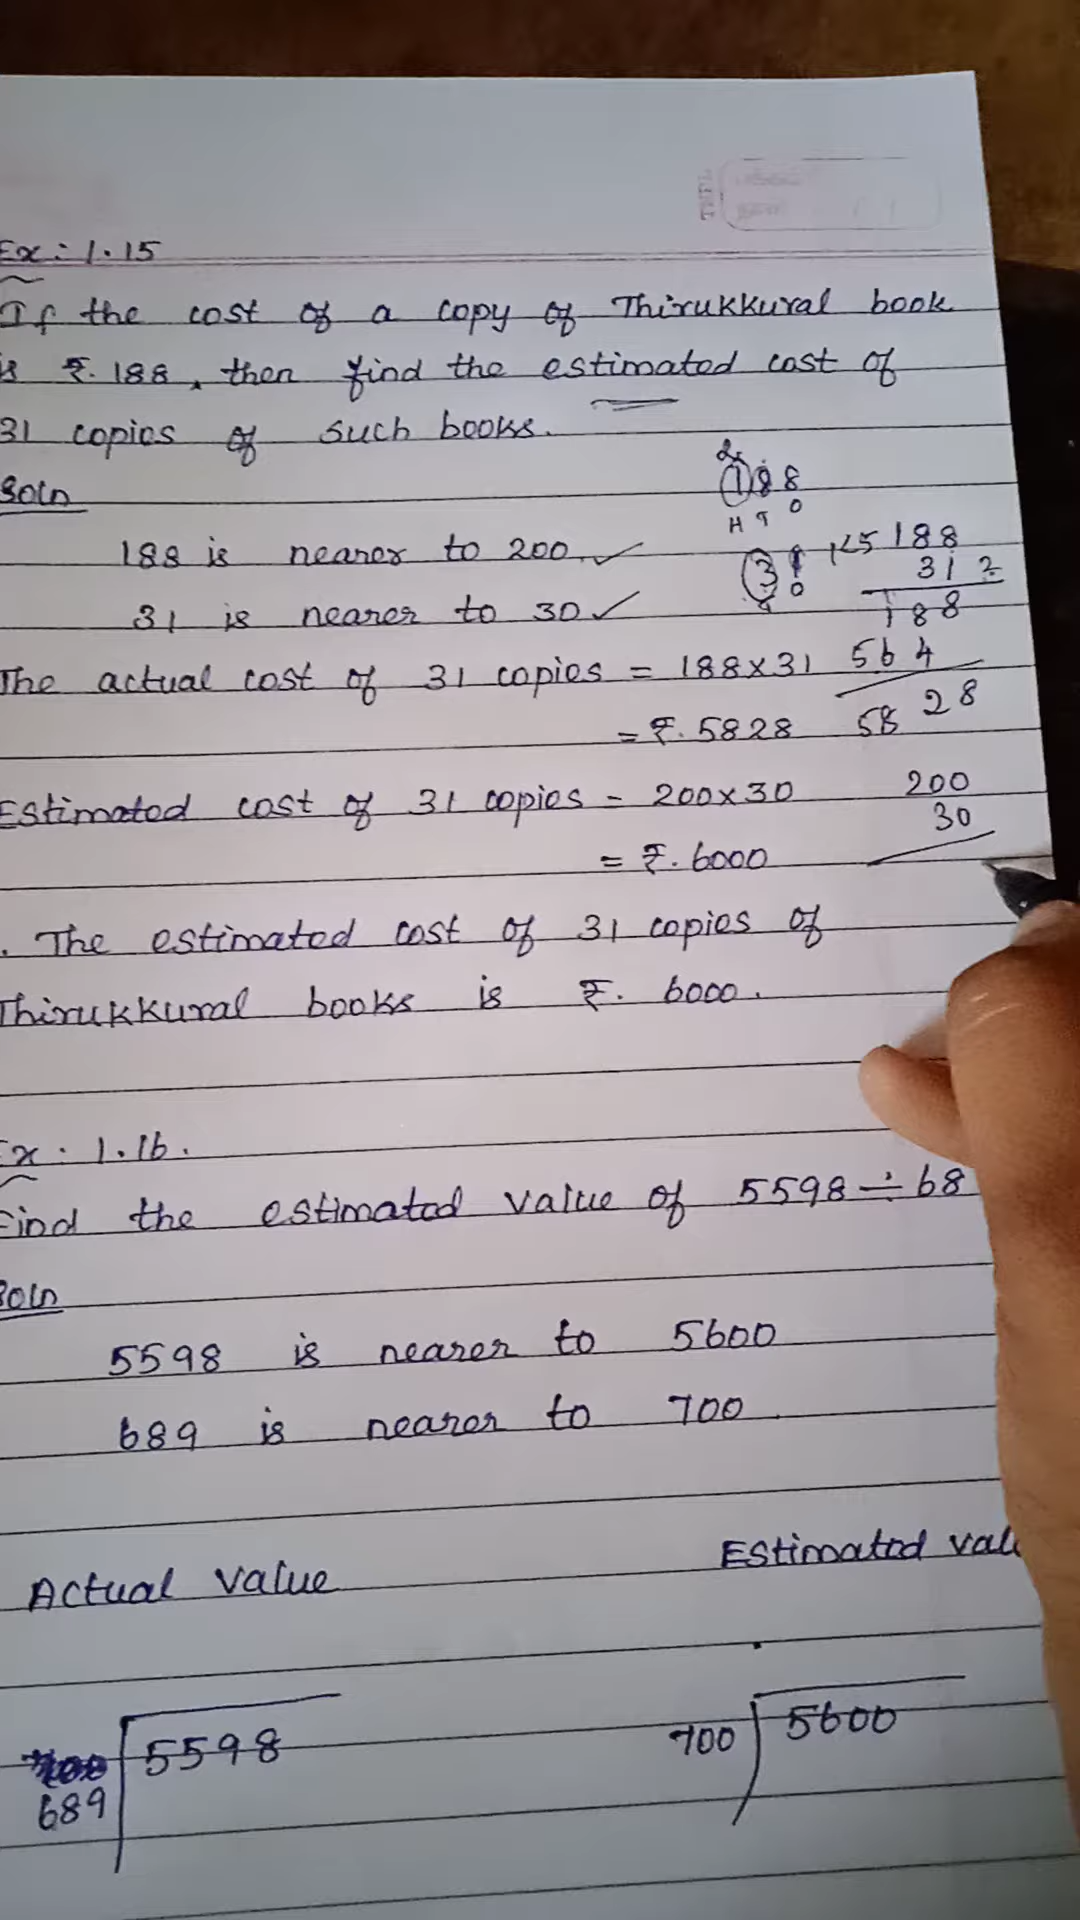 Ex: 1.15
If the cost of a copy of Thirukkural book
is ₹. 188, then find the estimated cost of
31 copies of such books.
Soln
188
H T O
188 is nearer to 200 ✓
31 is nearer to 30 ✓
31
O
1<5
188
31
188
564
5828
The actual cost of 31 copies = 188×31
= ₹. 5828
Estimated cost of 31 copies = 200×30
= ₹. 6000
200
30
. The estimated cost of 31 copies of
Thirukkural books is ₹. 6000.
Ex. 1.16.
Find the estimated value of 5598÷68
Soln
5598 is nearer to 5600
689 is nearer to 700
Actual value
Estimated val
689 5598
700 5600